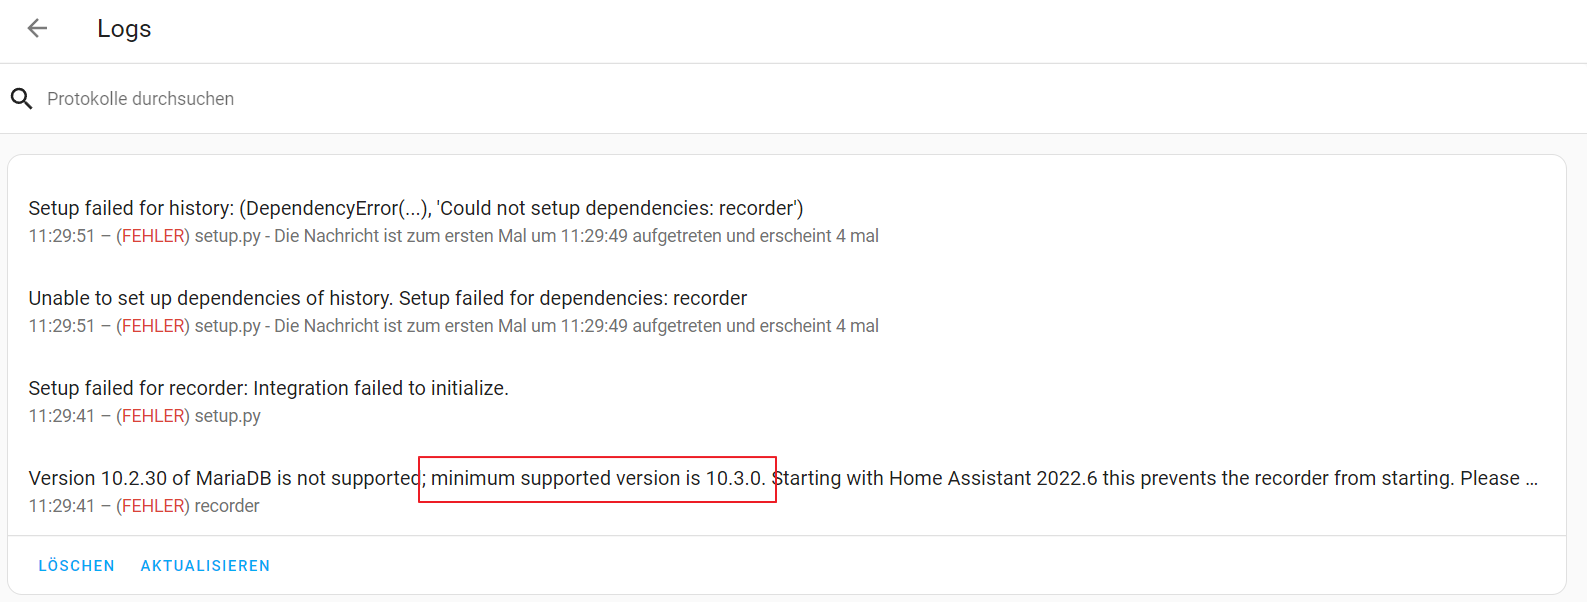 Logs
Protokolle durchsuchen
Setup failed for history: (DependencyError(...), 'Could not setup dependencies: recorder')
11:29:51 – (FEHLER) setup.py - Die Nachricht ist zum ersten Mal um 11:29:49 aufgetreten und erscheint 4 mal
Unable to set up dependencies of history. Setup failed for dependencies: recorder
11:29:51 – (FEHLER) setup.py - Die Nachricht ist zum ersten Mal um 11:29:49 aufgetreten und erscheint 4 mal
Setup failed for recorder: Integration failed to initialize.
11:29:41 – (FEHLER) setup.py
Version 10.2.30 of MariaDB is not supported; minimum supported version is 10.3.0. Starting with Home Assistant 2022.6 this prevents the recorder from starting. Please ...
11:29:41 – (FEHLER) recorder
LÖSCHEN AKTUALISIEREN